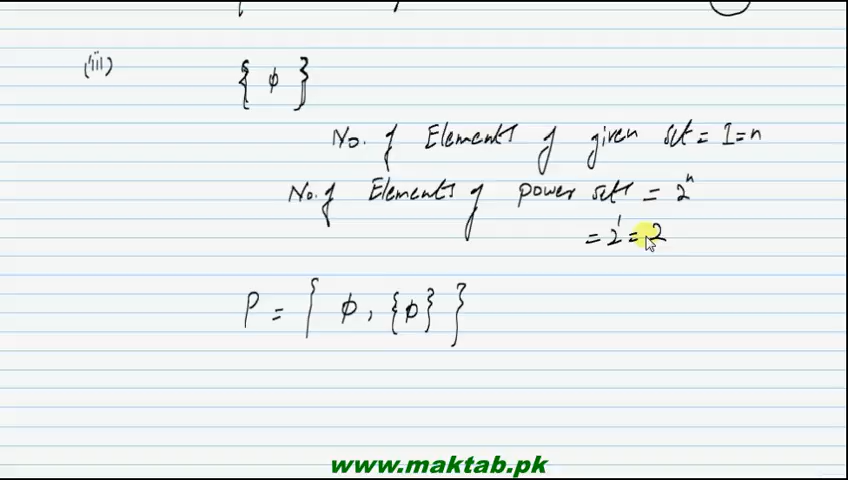 (iii) { φ }
No. of Elements of given set = 1 = n
No. of Elements of power set = 2ⁿ
= 2¹ = 2
P = { φ, {φ} }
www.maktab.pk